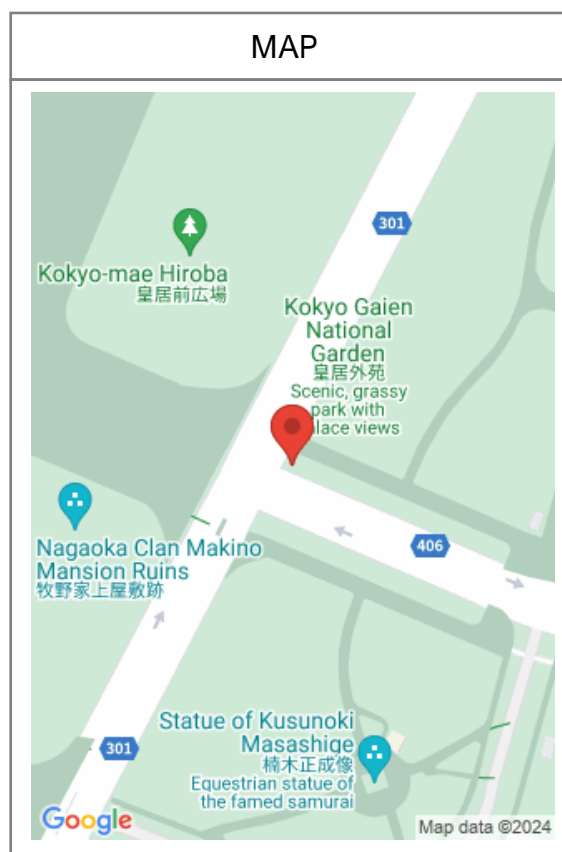 MAP
301
Kokyo-mae Hiroba
皇居前広場
Kokyo Gaien
National
Garden
皇居外苑
Scenic, grassy
park with
lace views
Nagaoka Clan Makino
Mansion Ruins
牧野家上屋敷跡
406
Statue of Kusunoki
Masashige
楠木正成像
Equestrian statue of
the famed samurai
301
Google
Map data ©2024